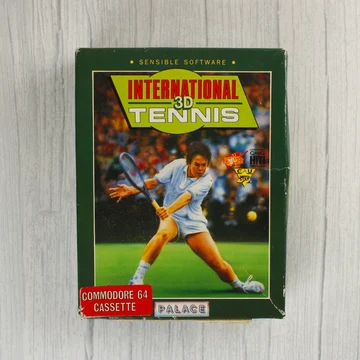 • SENSIBLE SOFTWARE •
INTERNATIONAL
3D
TENNIS
COMMODORE 64
CASSETTE
PALACE